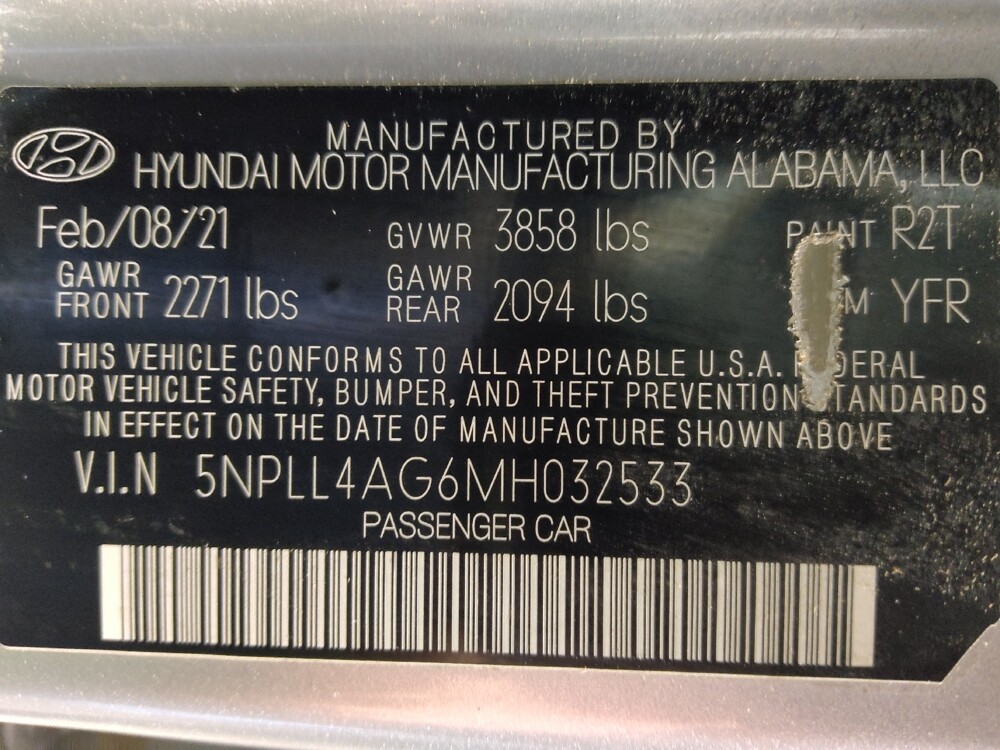 MANUFACTURED BY
HYUNDAI MOTOR MANUFACTURING ALABAMA, LLC
Feb/08/21 GVWR 3858 lbs PAINT R2T
GAWR FRONT 2271 lbs GAWR REAR 2094 lbs YFR
THIS VEHICLE CONFORMS TO ALL APPLICABLE U.S.A. FEDERAL
MOTOR VEHICLE SAFETY, BUMPER, AND THEFT PREVENTION STANDARDS
IN EFFECT ON THE DATE OF MANUFACTURE SHOWN ABOVE
V.I.N 5NPLL4AG6MH032533
PASSENGER CAR